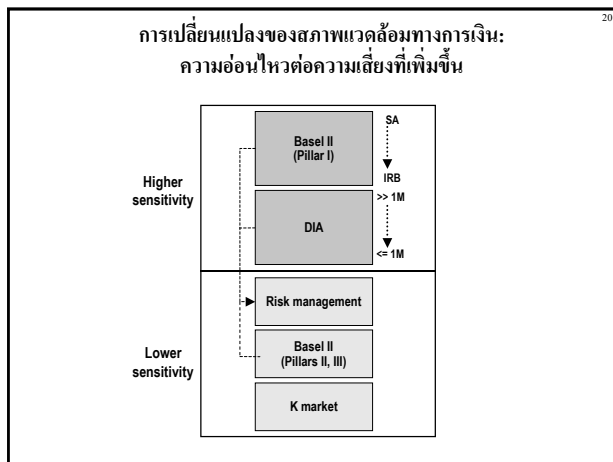 20
การเปลี่ยนแปลงของสภาพแวดล้อมทางการเงิน:
ความอ่อนไหวต่อความเสี่ยงที่เพิ่มขึ้น
Higher
sensitivity
Basel II
(Pillar I)
SA
IRB
DIA
>> 1M
<= 1M
Lower
sensitivity
Risk management
Basel II
(Pillars II, III)
K market